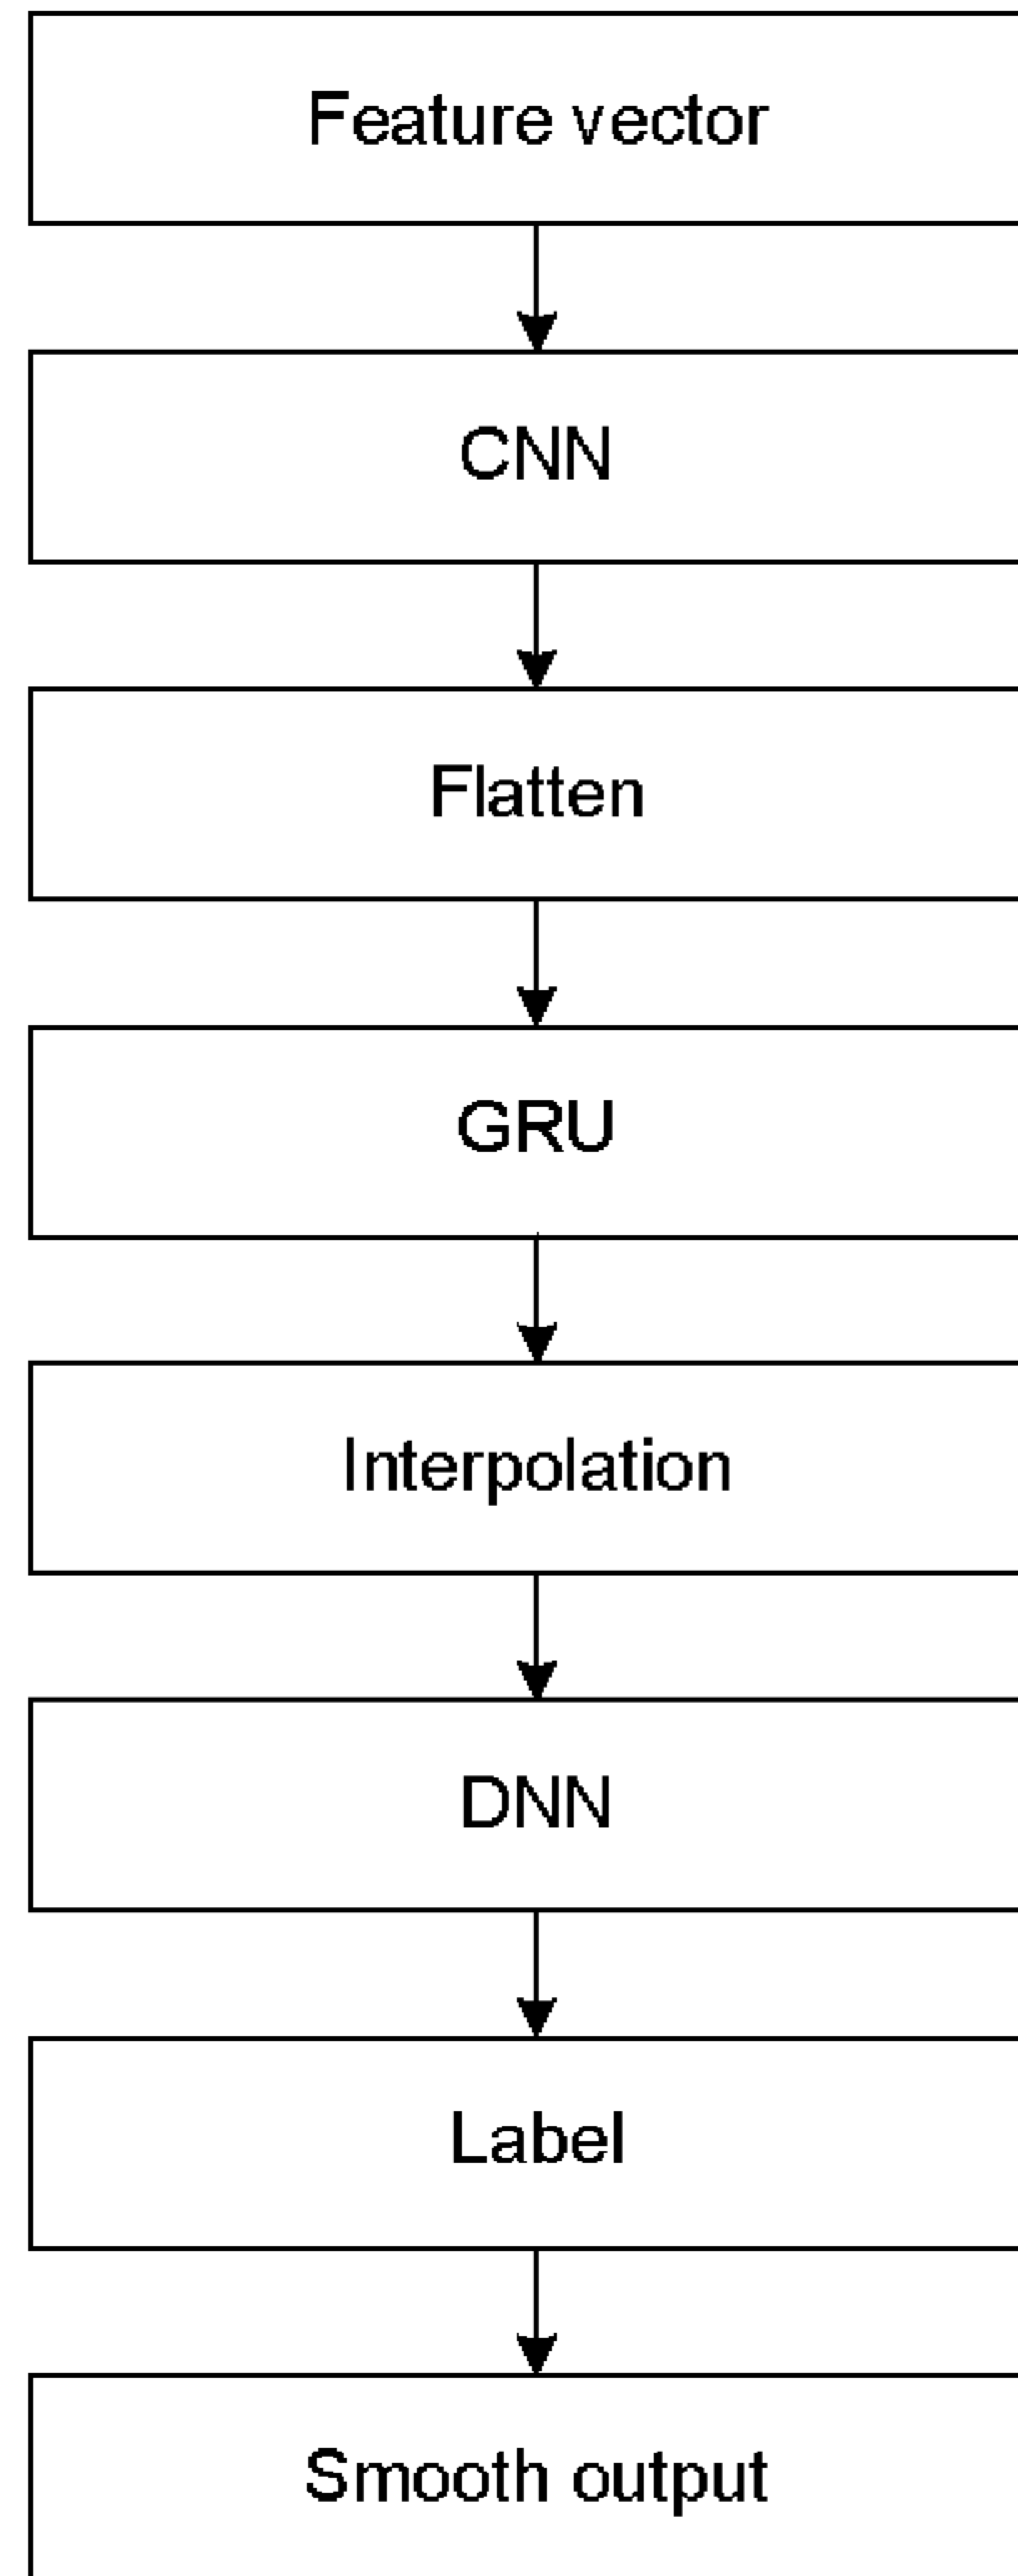 Feature vector
CNN
Flatten
GRU
Interpolation
DNN
Label
Smooth output